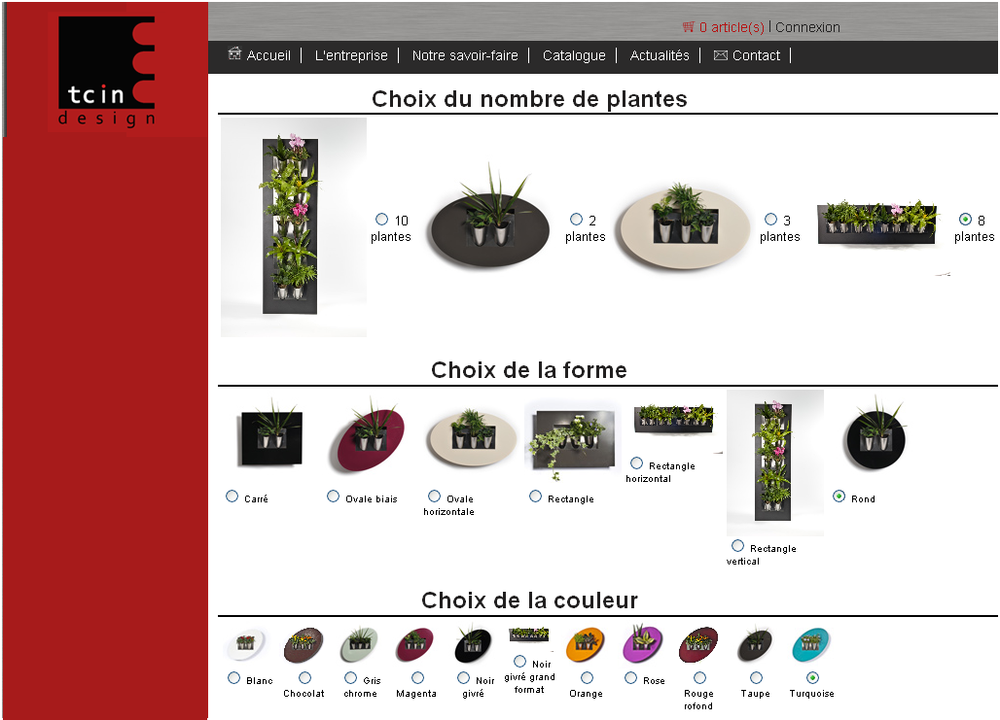 tcin
design
0 article(s) | Connexion
Accueil
L'entreprise
Notre savoir-faire
Catalogue
Actualités
Contact
Choix du nombre de plantes
10
plantes
2
plantes
3
plantes
8
plantes
Choix de la forme
Carré
Ovale biais
Ovale
horizontale
Rectangle
Rectangle
horizontal
Rectangle
vertical
Rond
Choix de la couleur
Blanc
Chocolat
Gris
chrome
Magenta
Noir
givré
Noir
givré grand
format
Orange
Rose
Rouge
rofond
Taupe
Turquoise